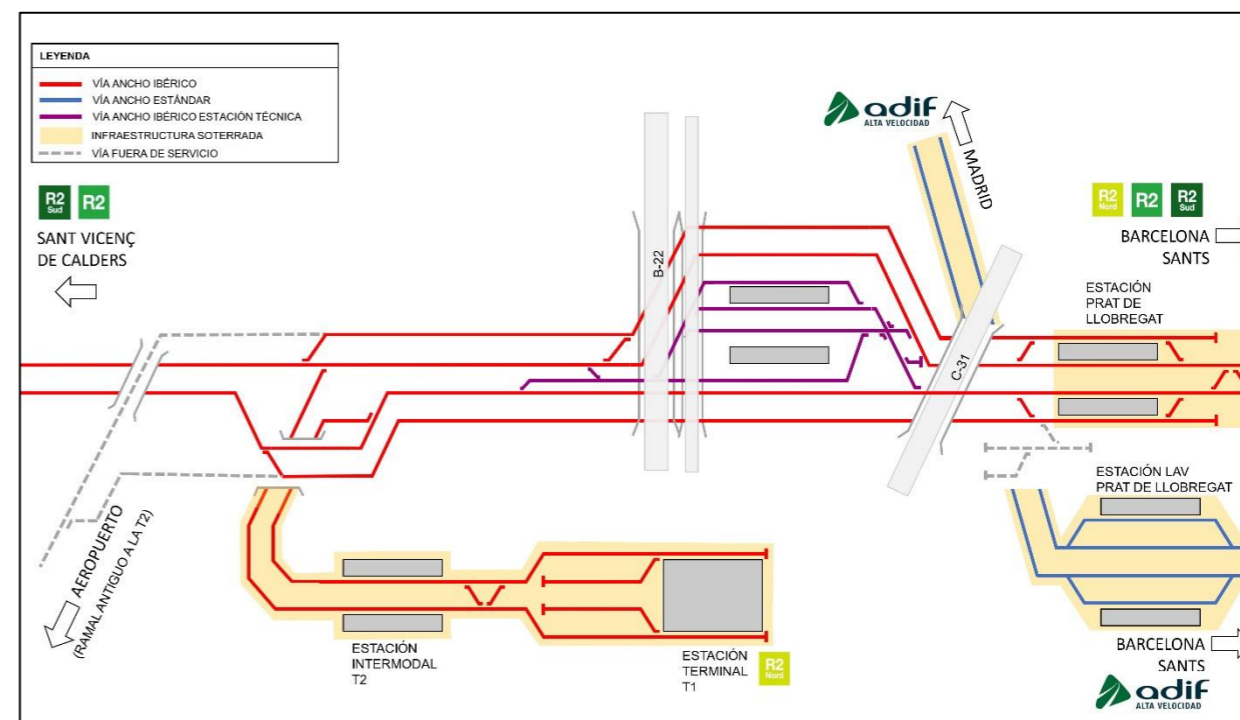 LEYENDA
VÍA ANCHO IBÉRICO
VÍA ANCHO ESTÁNDAR
VÍA ANCHO IBÉRICO ESTACIÓN TÉCNICA
INFRAESTRUCTURA SOTERRADA
VÍA FUERA DE SERVICIO
R2
Sud
R2
SANT VICENÇ
DE CALDERS
B-22
adif
ALTA VELOCIDAD
MADRID
C-31
R2
Nord
R2
R2
Sud
BARCELONA
SANTS
ESTACIÓN
PRAT DE
LLOBREGAT
ESTACIÓN LAV
PRAT DE LLOBREGAT
AEROPUERTO
(RAMAL ANTIGUO A LA T2)
ESTACIÓN
INTERMODAL
T2
ESTACIÓN
TERMINAL
T1
R2
Nord
BARCELONA
SANTS
adif
ALTA VELOCIDAD